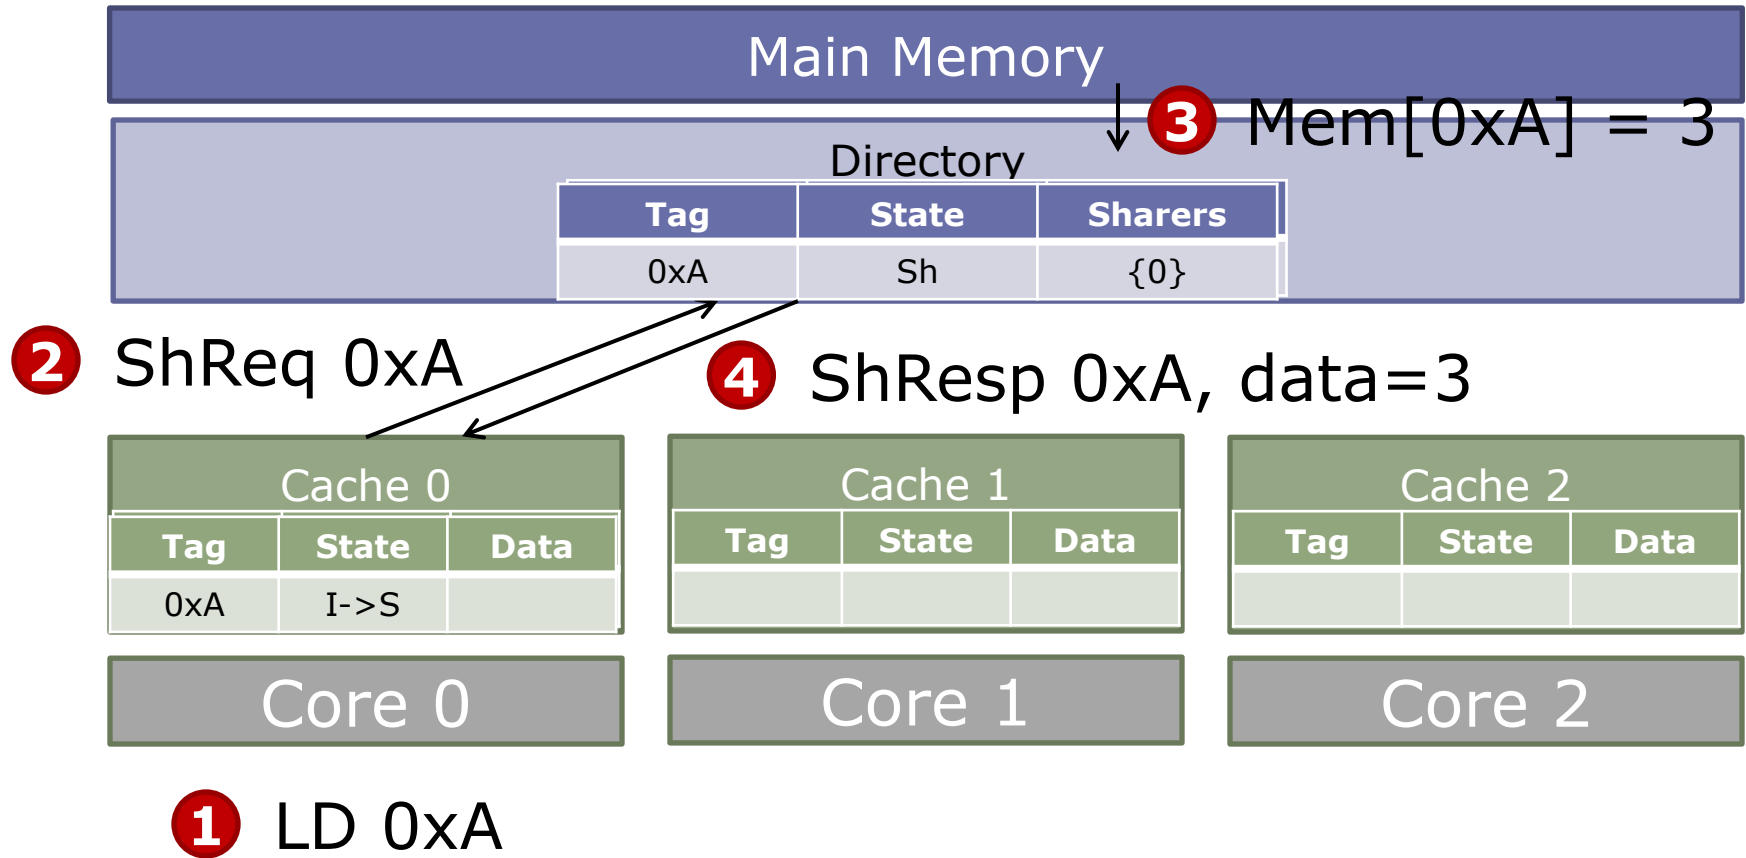 Main Memory
3 Mem[0xA] = 3
Directory
Tag State Sharers
0xA Sh {0}
2 ShReq 0xA
4 ShResp 0xA, data=3
Cache 0 Cache 1 Cache 2
Tag State Data Tag State Data Tag State Data
0xA I->S
Core 0 Core 1 Core 2
1 LD 0xA